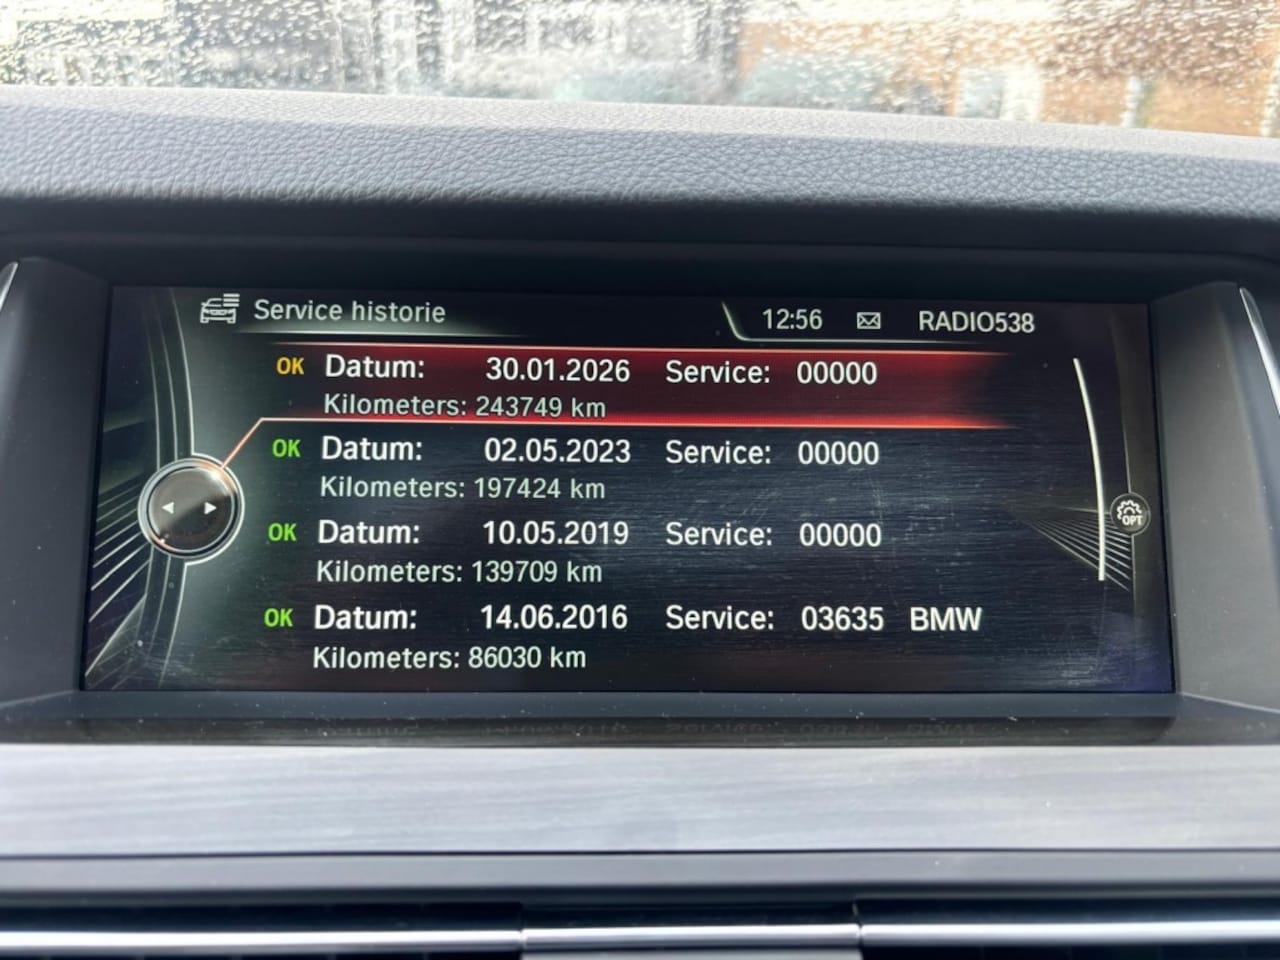 Service historie 12:56 RADIO538
OK Datum: 30.01.2026 Service: 00000
Kilometers: 243749 km
OK Datum: 02.05.2023 Service: 00000
Kilometers: 197424 km
OK Datum: 10.05.2019 Service: 00000
Kilometers: 139709 km
OK Datum: 14.06.2016 Service: 03635 BMW
Kilometers: 86030 km
OPT